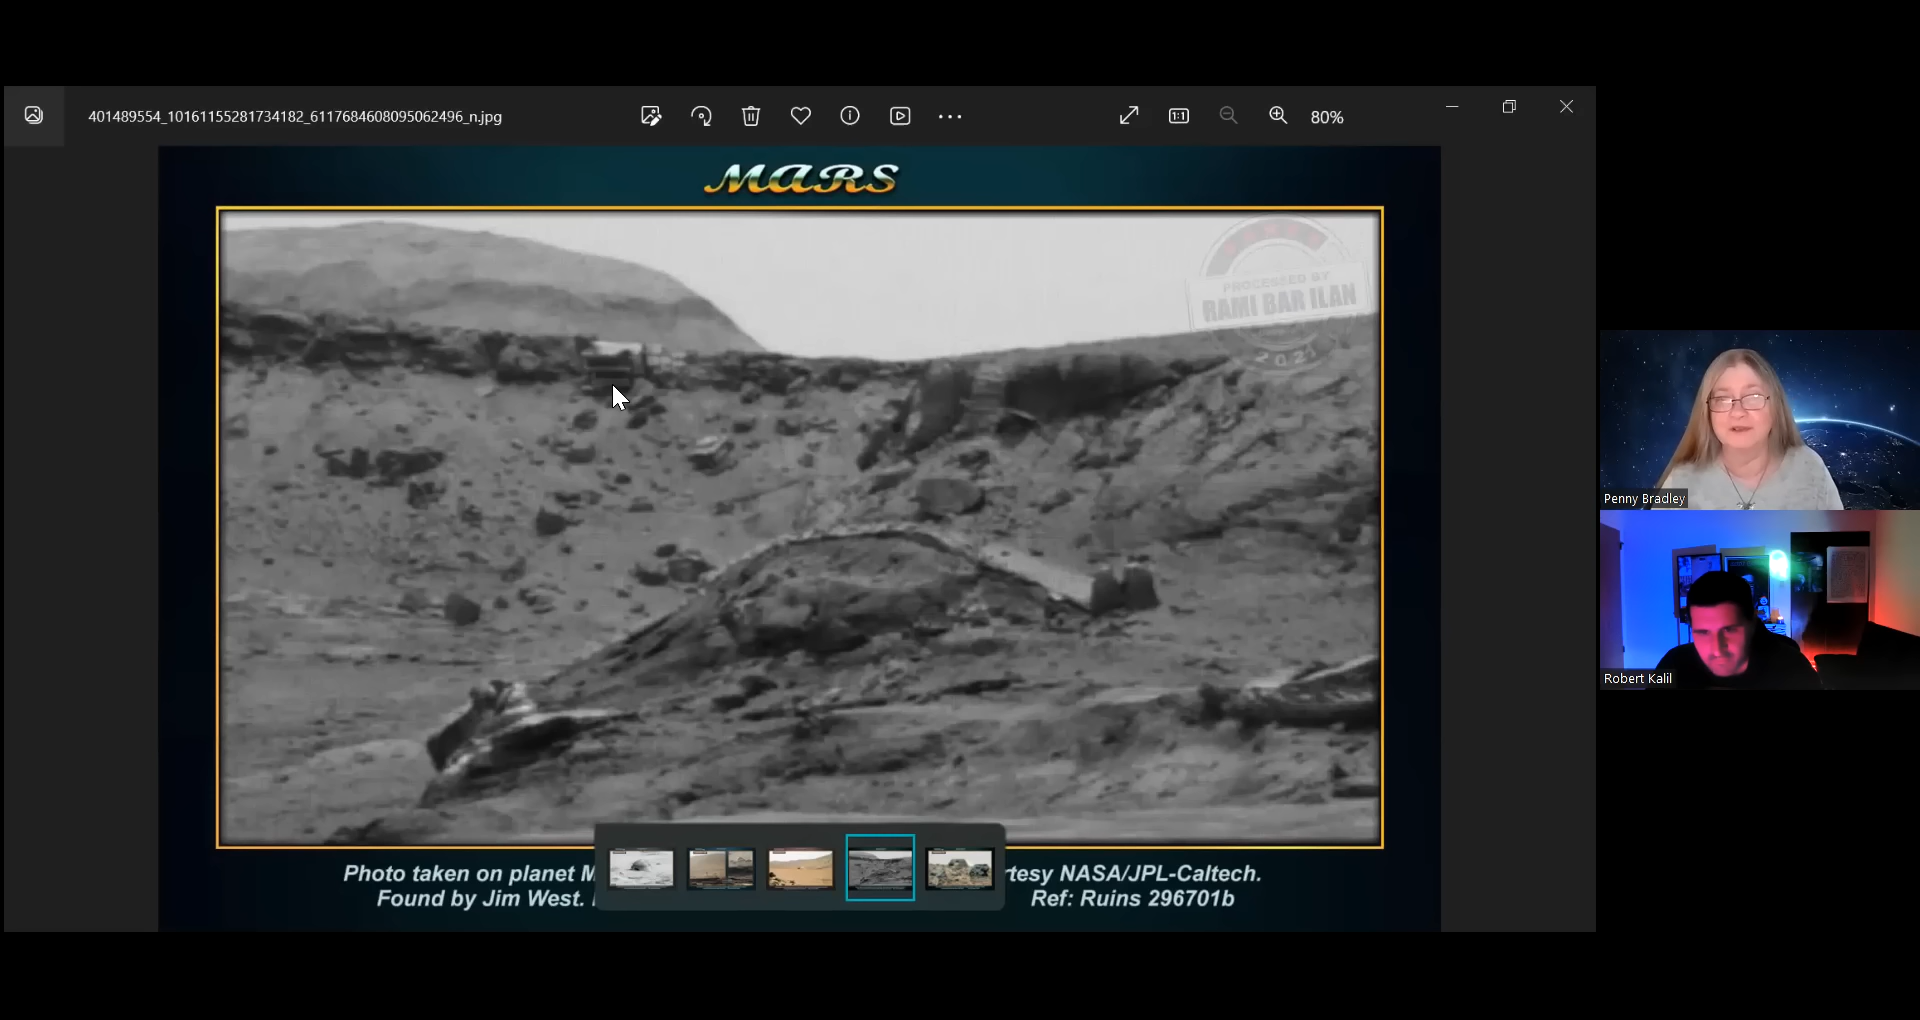 401489554_10161155281734182_6117684608095062496_n.jpg
80%
MARS
PROCESSED BY
RAMI BAR ILAN
Penny Bradley
Robert Kalil
Photo taken on planet M
rtesy NASA/JPL-Caltech.
Found by Jim West.
Ref: Ruins 296701b